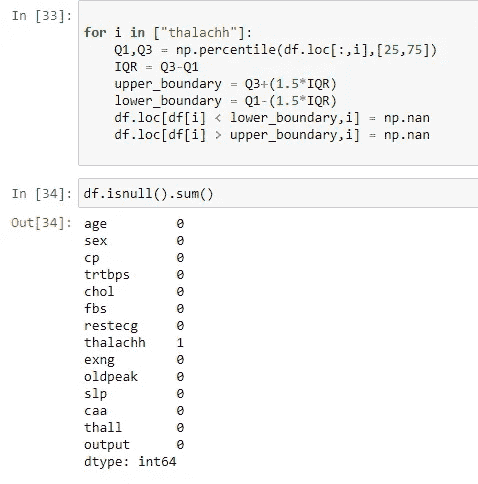 In [33]:
for i in ["thalachh"]:
    Q1,Q3 = np.percentile(df.loc[:,i],[25,75])
    IQR = Q3-Q1
    upper_boundary = Q3+(1.5*IQR)
    lower_boundary = Q1-(1.5*IQR)
    df.loc[df[i] < lower_boundary,i] = np.nan
    df.loc[df[i] > upper_boundary,i] = np.nan
In [34]: df.isnull().sum()
Out[34]: age 0
sex 0
cp 0
trtbps 0
chol 0
fbs 0
restecg 0
thalachh 1
exng 0
oldpeak 0
slp 0
caa 0
thall 0
output 0
dtype: int64